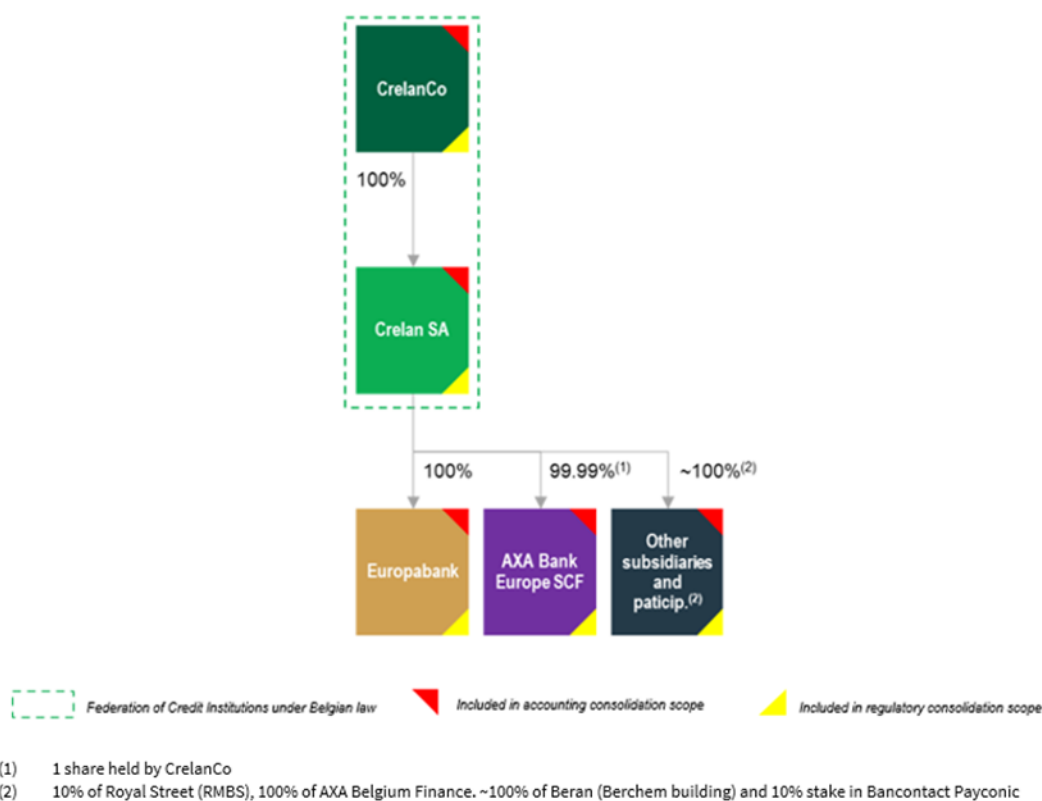 CrelanCo
100%
Crelan SA
100%
99.99%(1)
~100%(2)
Europabank
AXA Bank
Europe SCF
Other
subsidiaries
and
paticip.(2)
Federation of Credit Institutions under Belgian law
Included in accounting consolidation scope
Included in regulatory consolidation scope
(1) 1 share held by CrelanCo
(2) 10% of Royal Street (RMBS), 100% of AXA Belgium Finance. ~100% of Beran (Berchem building) and 10% stake in Bancontact Payconic